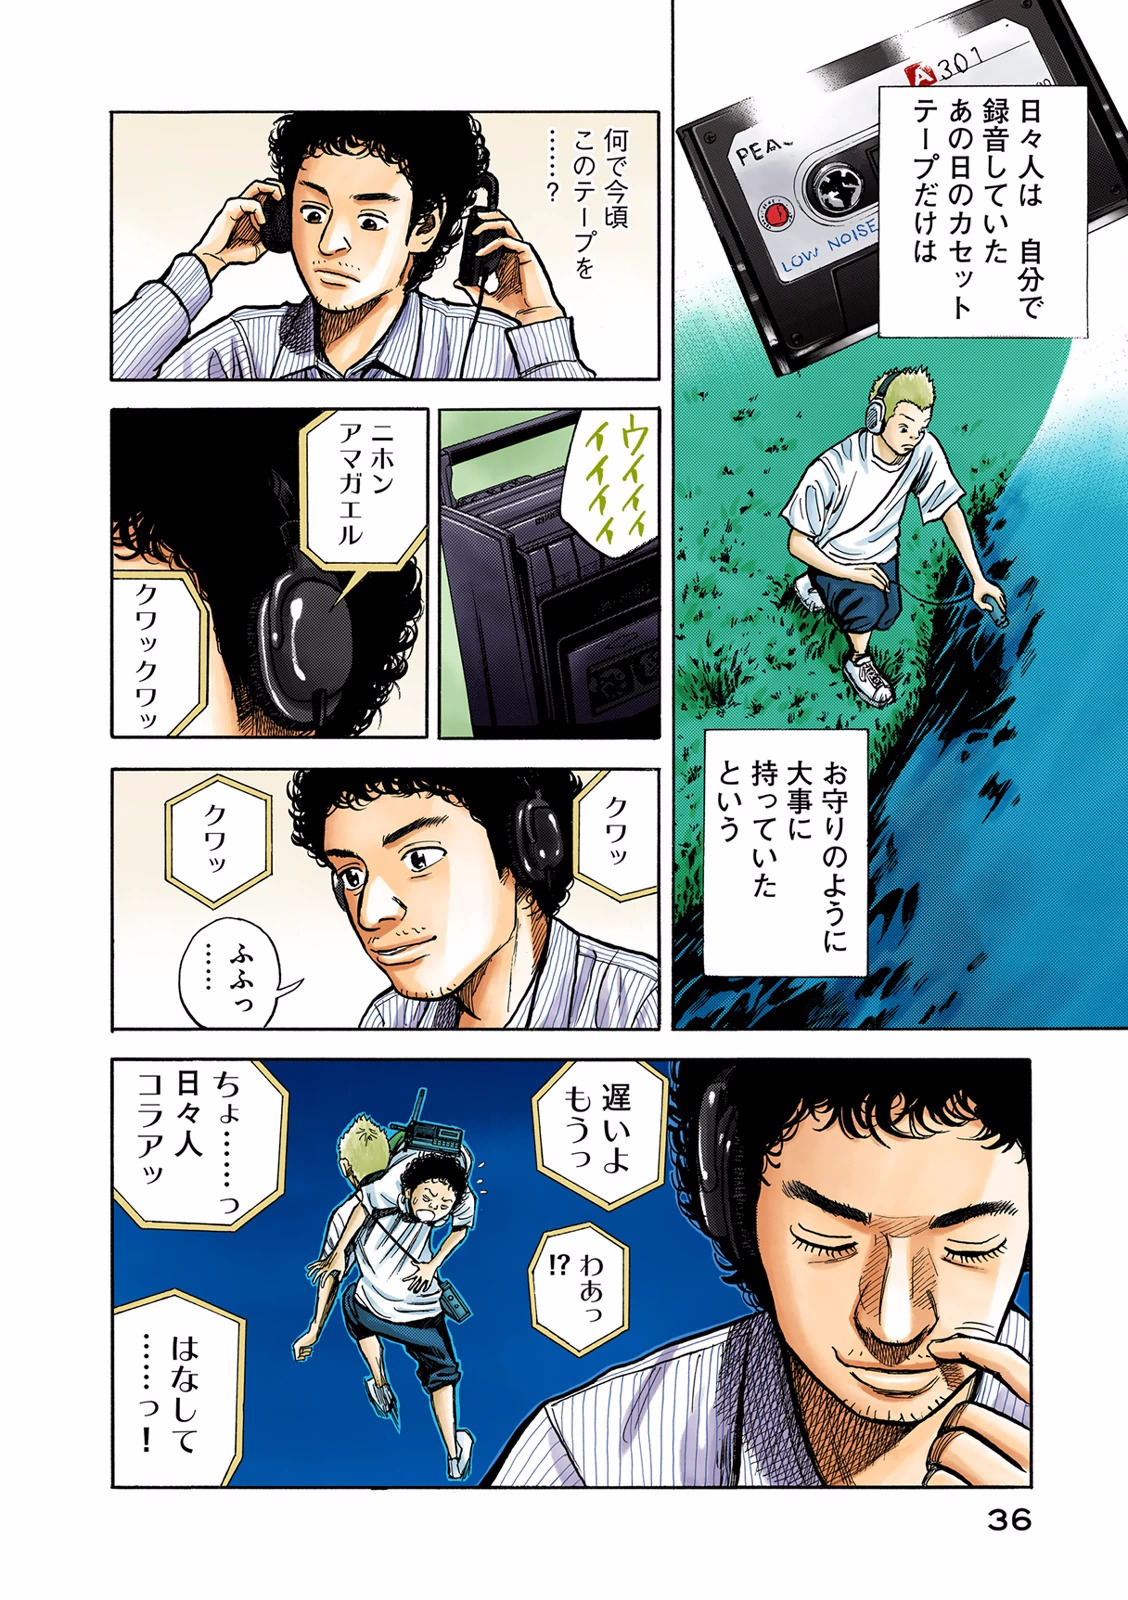 A301
PEA
LOW NOISE
日々人は　自分で
録音していた
あの日のカセット
テープだけは
お守りのように
大事に
持っていた
という
何で今頃
このテープを
……?
ウィィィ
イイイイィ
ニホン
アマガエル
クワックワッ
クワッ
クワッ
ふふっ
……
遅いよ
もうっ
わあっ
!?
ちょ……っ
日々人
コラアッ
はなして
……っ!
36